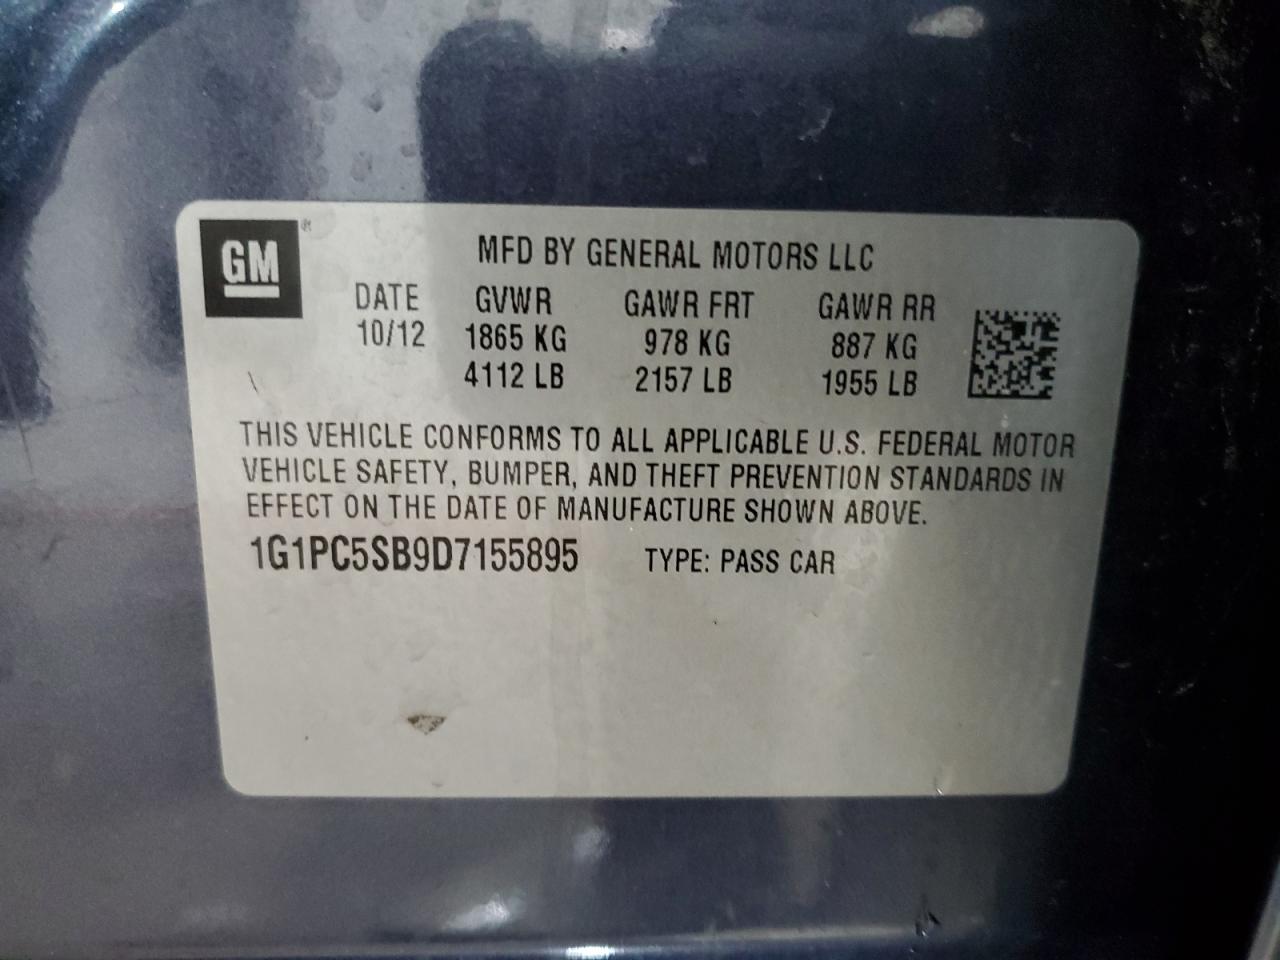 GM
MFD BY GENERAL MOTORS LLC
DATE GVWR GAWR FRT GAWR RR
10/12 1865 KG 978 KG 887 KG
4112 LB 2157 LB 1955 LB
THIS VEHICLE CONFORMS TO ALL APPLICABLE U.S. FEDERAL MOTOR
VEHICLE SAFETY, BUMPER, AND THEFT PREVENTION STANDARDS IN
EFFECT ON THE DATE OF MANUFACTURE SHOWN ABOVE.
1G1PC5SB9D7155895 TYPE: PASS CAR